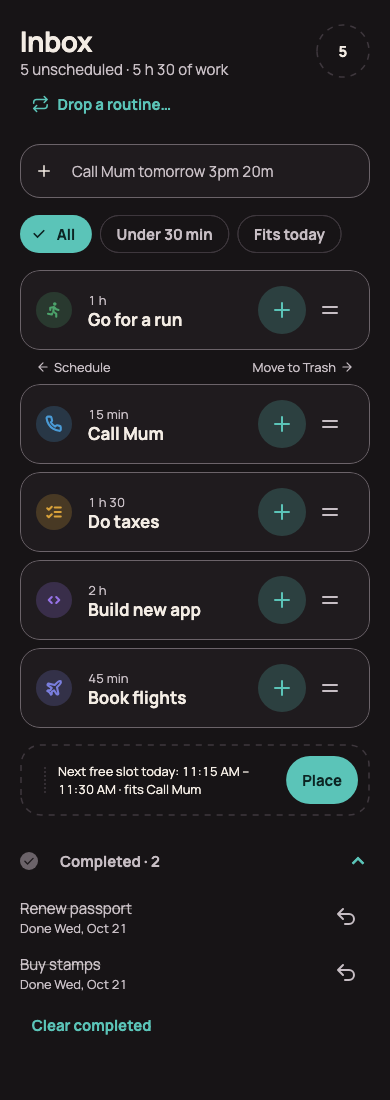 Inbox
5 unscheduled · 5 h 30 of work
5
Drop a routine...
Call Mum tomorrow 3pm 20m
All
Under 30 min
Fits today
1 h
Go for a run
Schedule
Move to Trash
15 min
Call Mum
1 h 30
Do taxes
2 h
Build new app
45 min
Book flights
Next free slot today: 11:15 AM –
11:30 AM · fits Call Mum
Place
Completed · 2
Renew passport
Done Wed, Oct 21
Buy stamps
Done Wed, Oct 21
Clear completed